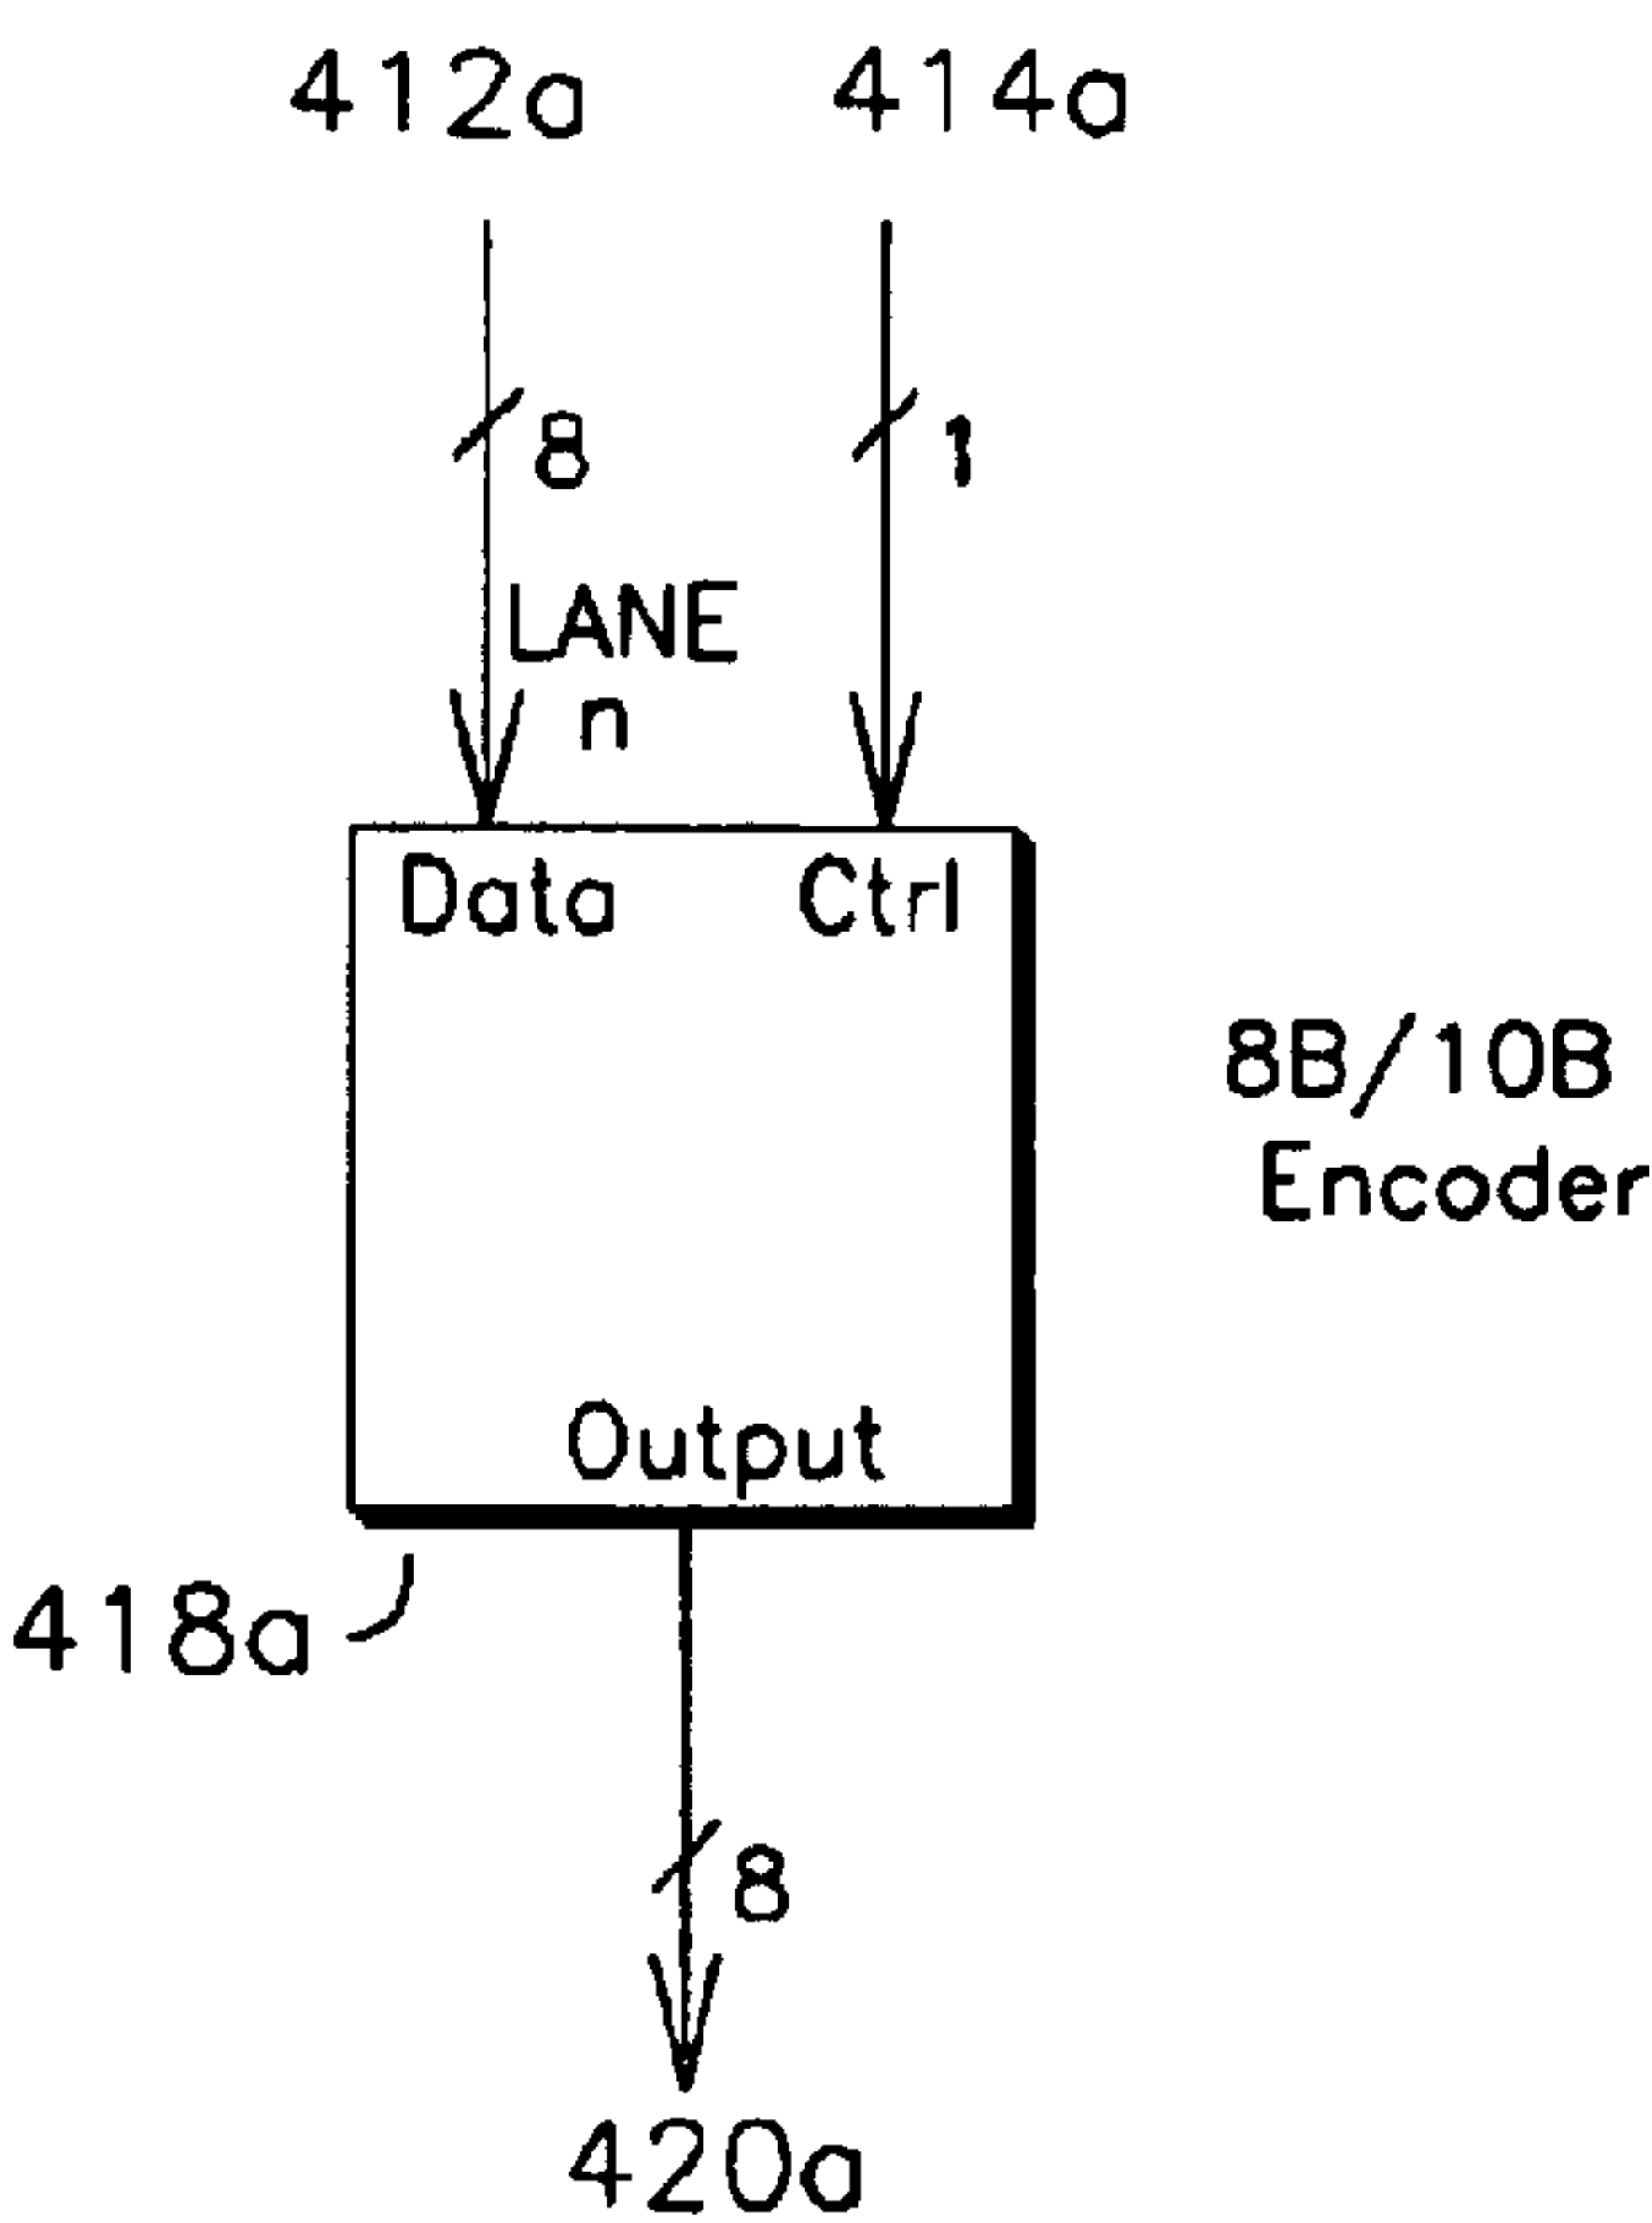 412a 414a
8 1
LANE
n
Data Ctrl
8B/10B
Encoder
Output
418a
8
420a